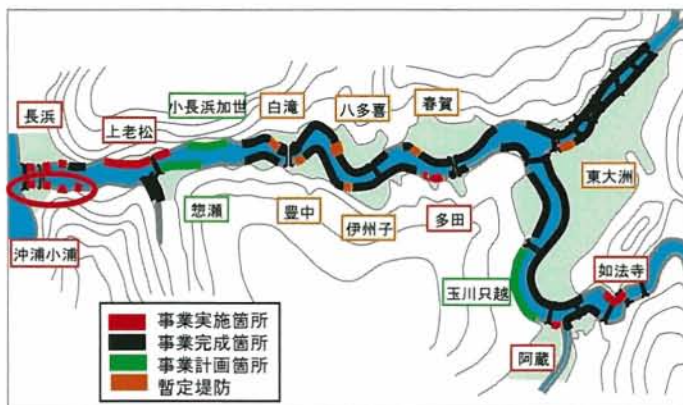 長浜
上老松
小長浜加世
白滝
八多喜
春賀
東大洲
沖浦小浦
惣瀬
豊中
伊州子
多田
玉川只越
如法寺
阿蔵
事業実施箇所
事業完成箇所
事業計画箇所
暫定堤防